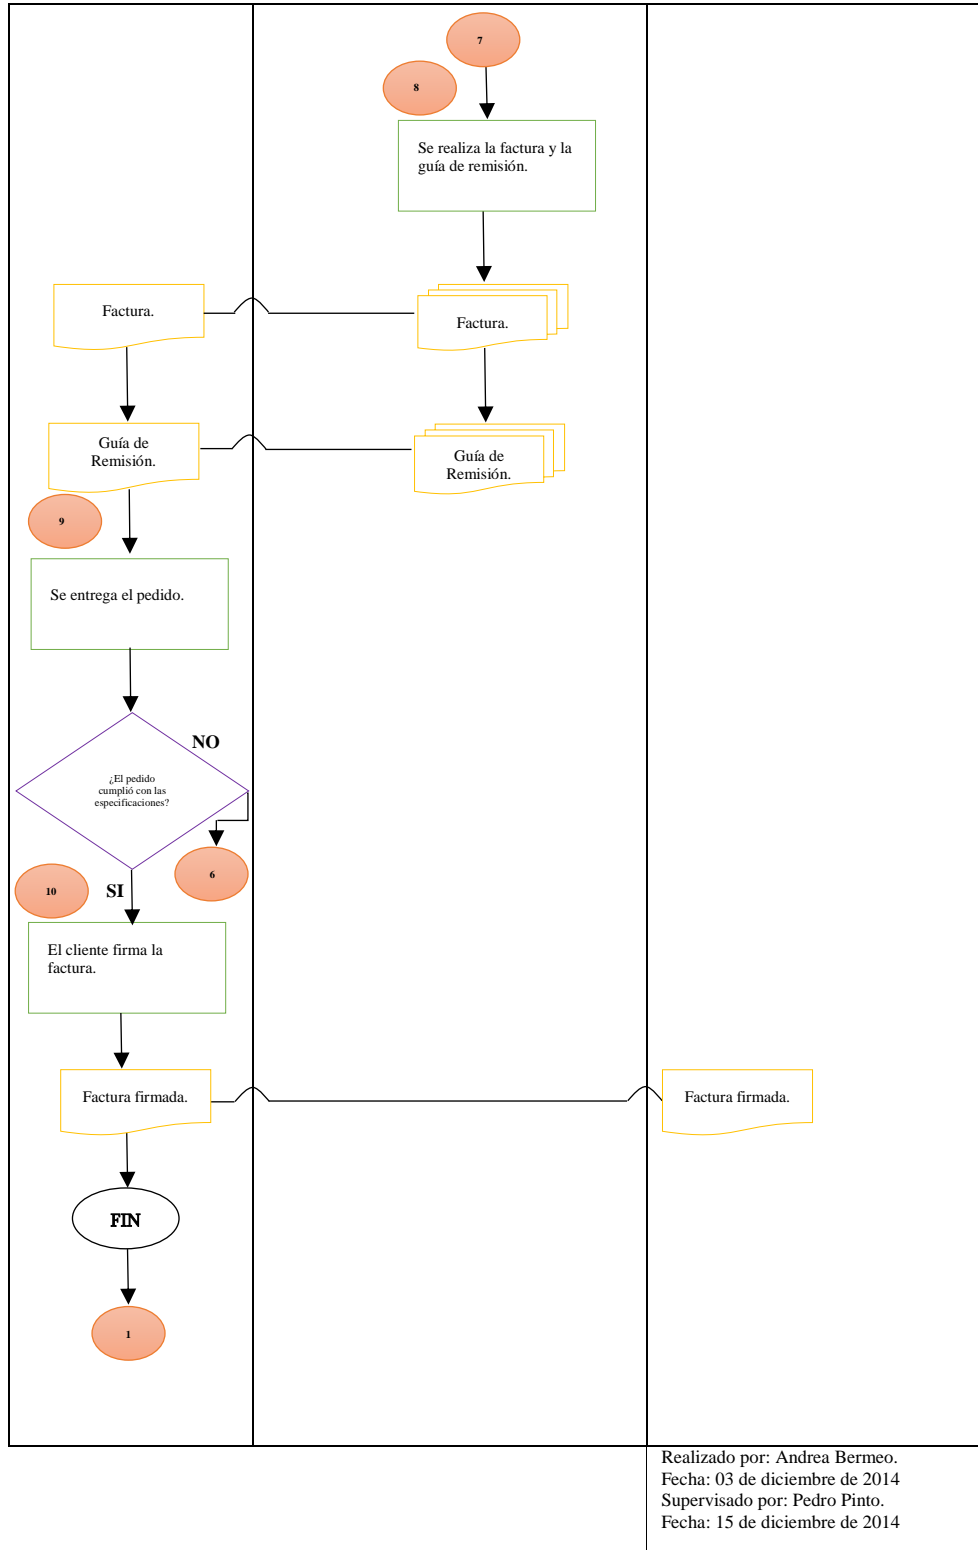 7
8
Se realiza la factura y la
guía de remisión.
Factura.
Factura.
Guía de
Remisión.
Guía de
Remisión.
9
Se entrega el pedido.
NO
¿El pedido
cumplió con las
especificaciones?
6
10
SI
El cliente firma la
factura.
Factura firmada.
Factura firmada.
FIN
1
Realizado por: Andrea Bermeo.
Fecha: 03 de diciembre de 2014
Supervisado por: Pedro Pinto.
Fecha: 15 de diciembre de 2014